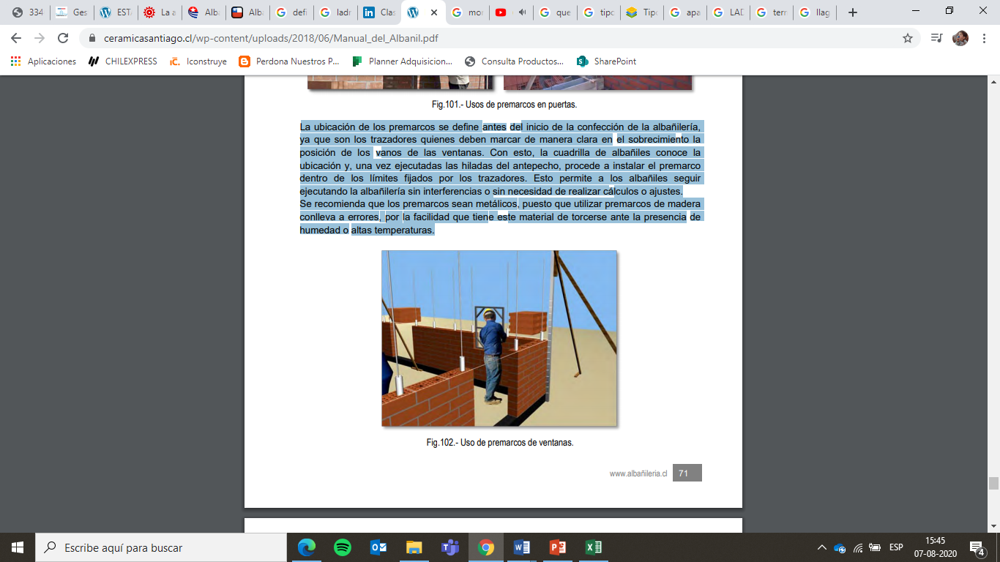 334
Ges
EST
La a
Alba
Alb
defi
ladr
Clas
mo
que
tipo
Tipo
apa
LAD
terr
llag
ceramicasantiago.cl/wp-content/uploads/2018/06/Manual_del_Albanil.pdf
Aplicaciones
CHILEXPRESS
Iconstruye
Perdona Nuestros P...
Planner Adquisicion...
Consulta Productos...
SharePoint
Fig.101.- Usos de premarcos en puertas.
La ubicación de los premarcos se define antes del inicio de la confección de la albañilería,
ya que son los trazadores quienes deben marcar de manera clara en el sobrecimiento la
posición de los vanos de las ventanas. Con esto, la cuadrilla de albañiles conoce la
ubicación y, una vez ejecutadas las hiladas del antepecho, procede a instalar el premarco
dentro de los límites fijados por los trazadores. Esto permite a los albañiles seguir
ejecutando la albañilería sin interferencias o sin necesidad de realizar cálculos o ajustes.
Se recomienda que los premarcos sean metálicos, puesto que utilizar premarcos de madera
conlleva a errores, por la facilidad que tiene este material de torcerse ante la presencia de
humedad o altas temperaturas.
Fig.102.- Uso de premarcos de ventanas.
www.albañileria.cl 71
Escribe aquí para buscar
ESP
15:45
07-08-2020
4